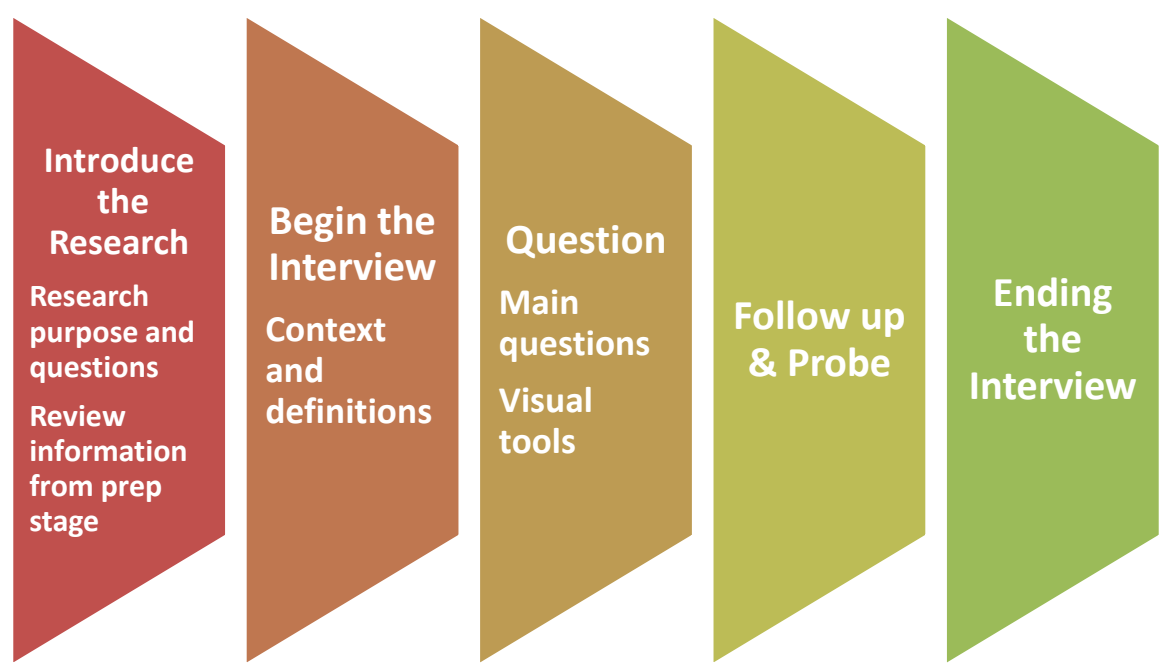 Introduce
the
Research
Research
purpose and
questions
Review
information
from prep
stage
Begin the
Interview
Context
and
definitions
Question
Main
questions
Visual
tools
Follow up
& Probe
Ending
the
Interview